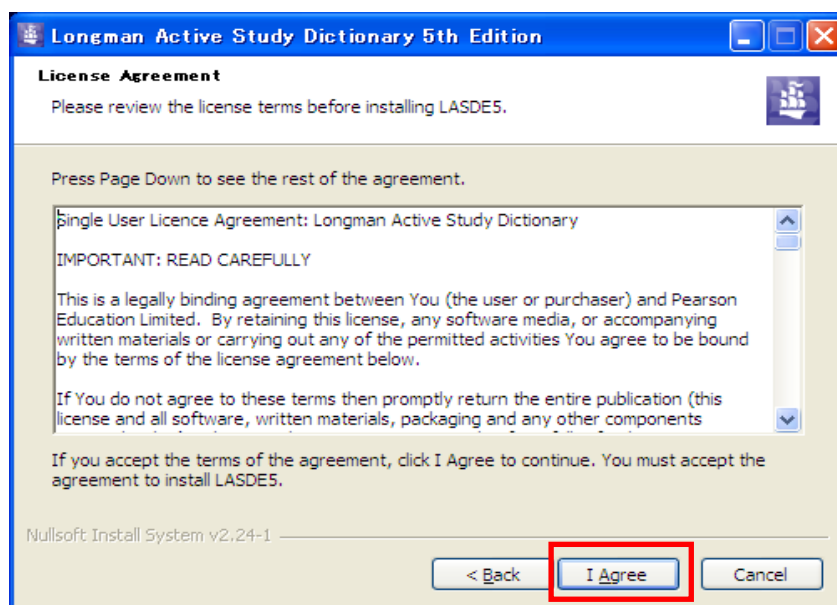 Longman Active Study Dictionary 5th Edition
License Agreement
Please review the license terms before installing LASDE5.
Press Page Down to see the rest of the agreement.
Single User Licence Agreement: Longman Active Study Dictionary
IMPORTANT: READ CAREFULLY
This is a legally binding agreement between You (the user or purchaser) and Pearson
Education Limited.  By retaining this license, any software media, or accompanying
written materials or carrying out any of the permitted activities You agree to be bound
by the terms of the license agreement below.
If You do not agree to these terms then promptly return the entire publication (this
license and all software, written materials, packaging and any other components
If you accept the terms of the agreement, click I Agree to continue. You must accept the
agreement to install LASDE5.
Nullsoft Install System v2.24-1
< Back
I Agree
Cancel